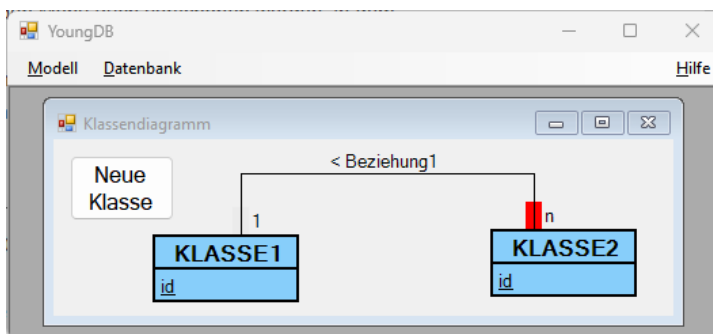 YoungDB
Modell Datenbank Hilfe
Klassendiagramm
Neue
Klasse
< Beziehung1
1
n
KLASSE1
id
KLASSE2
id